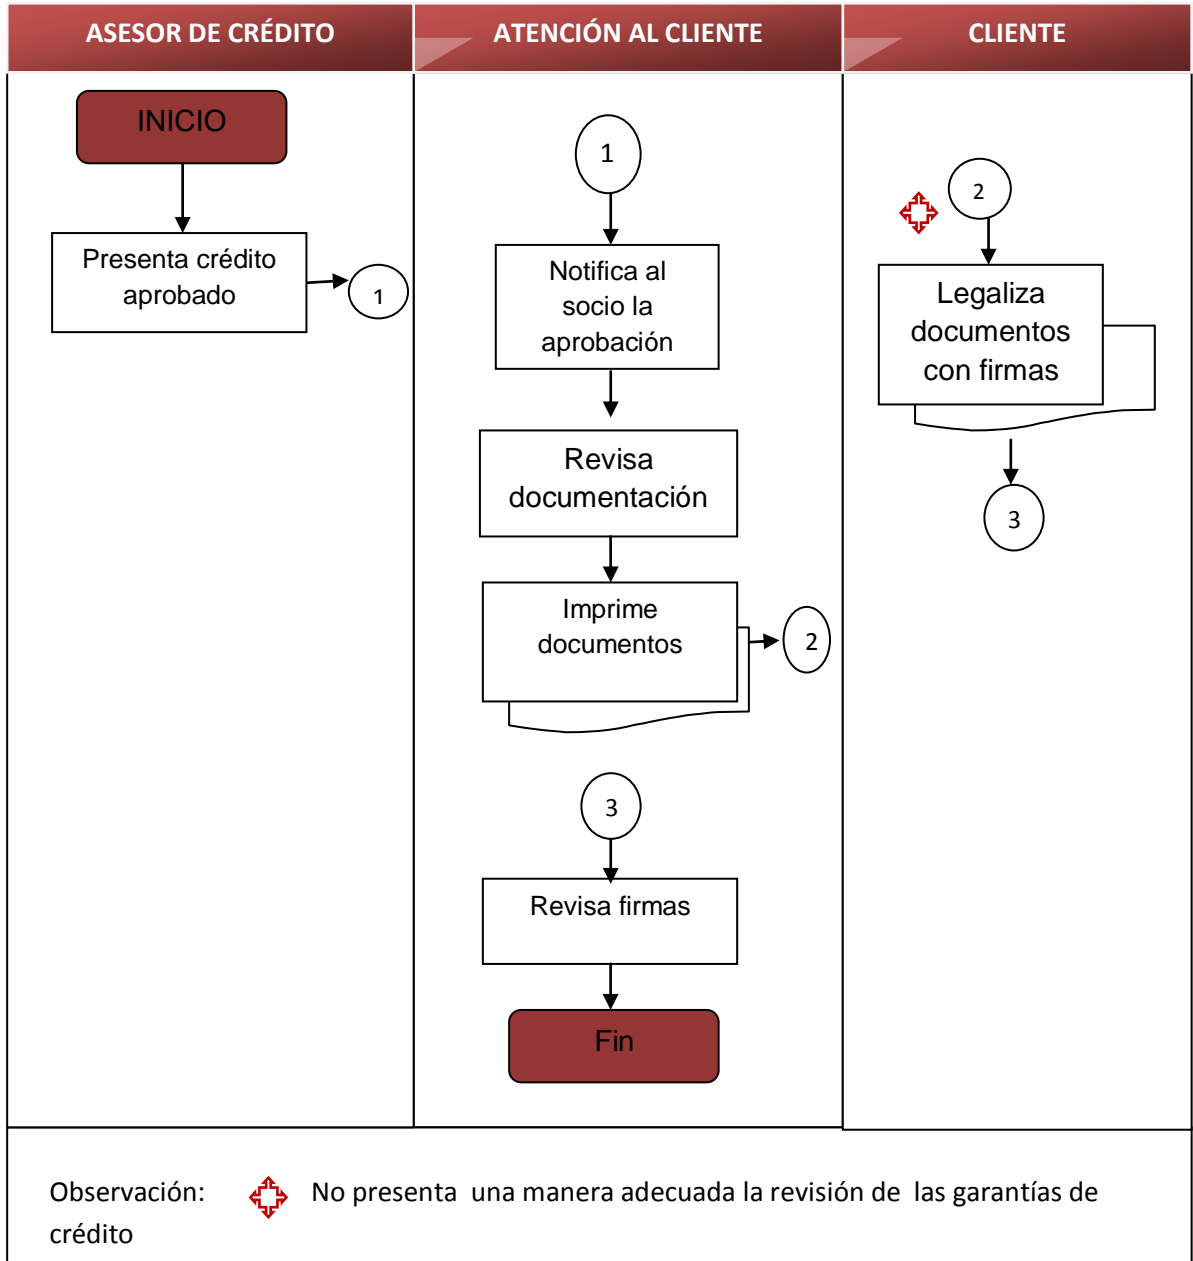 ASESOR DE CRÉDITO
ATENCIÓN AL CLIENTE
CLIENTE
INICIO
Presenta crédito
aprobado
1
1
Notifica al
socio la
aprobación
Revisa
documentación
Imprime
documentos
2
3
Revisa firmas
Fin
2
Legaliza
documentos
con firmas
3
Observación: No presenta una manera adecuada la revisión de las garantías de
crédito